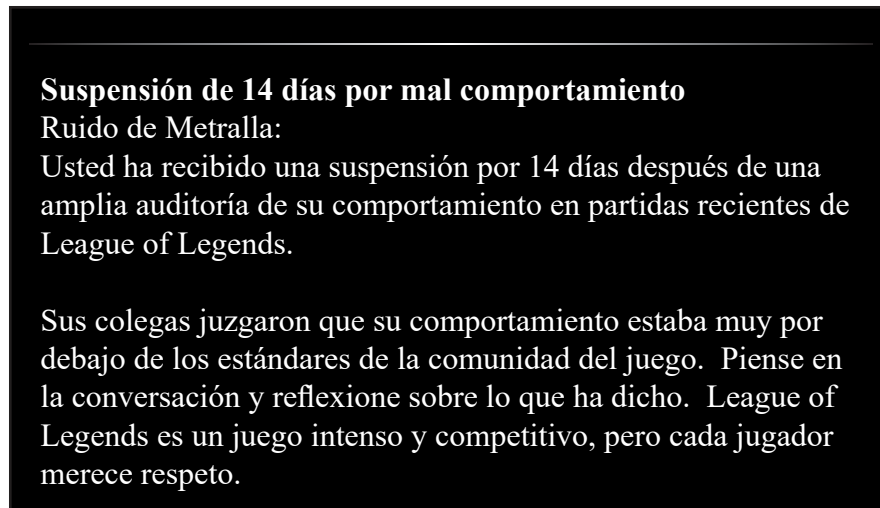 Suspensión de 14 días por mal comportamiento
Ruido de Metralla:
Usted ha recibido una suspensión por 14 días después de una
amplia auditoría de su comportamiento en partidas recientes de
League of Legends.
Sus colegas juzgaron que su comportamiento estaba muy por
debajo de los estándares de la comunidad del juego.  Piense en
la conversación y reflexione sobre lo que ha dicho.  League of
Legends es un juego intenso y competitivo, pero cada jugador
merece respeto.